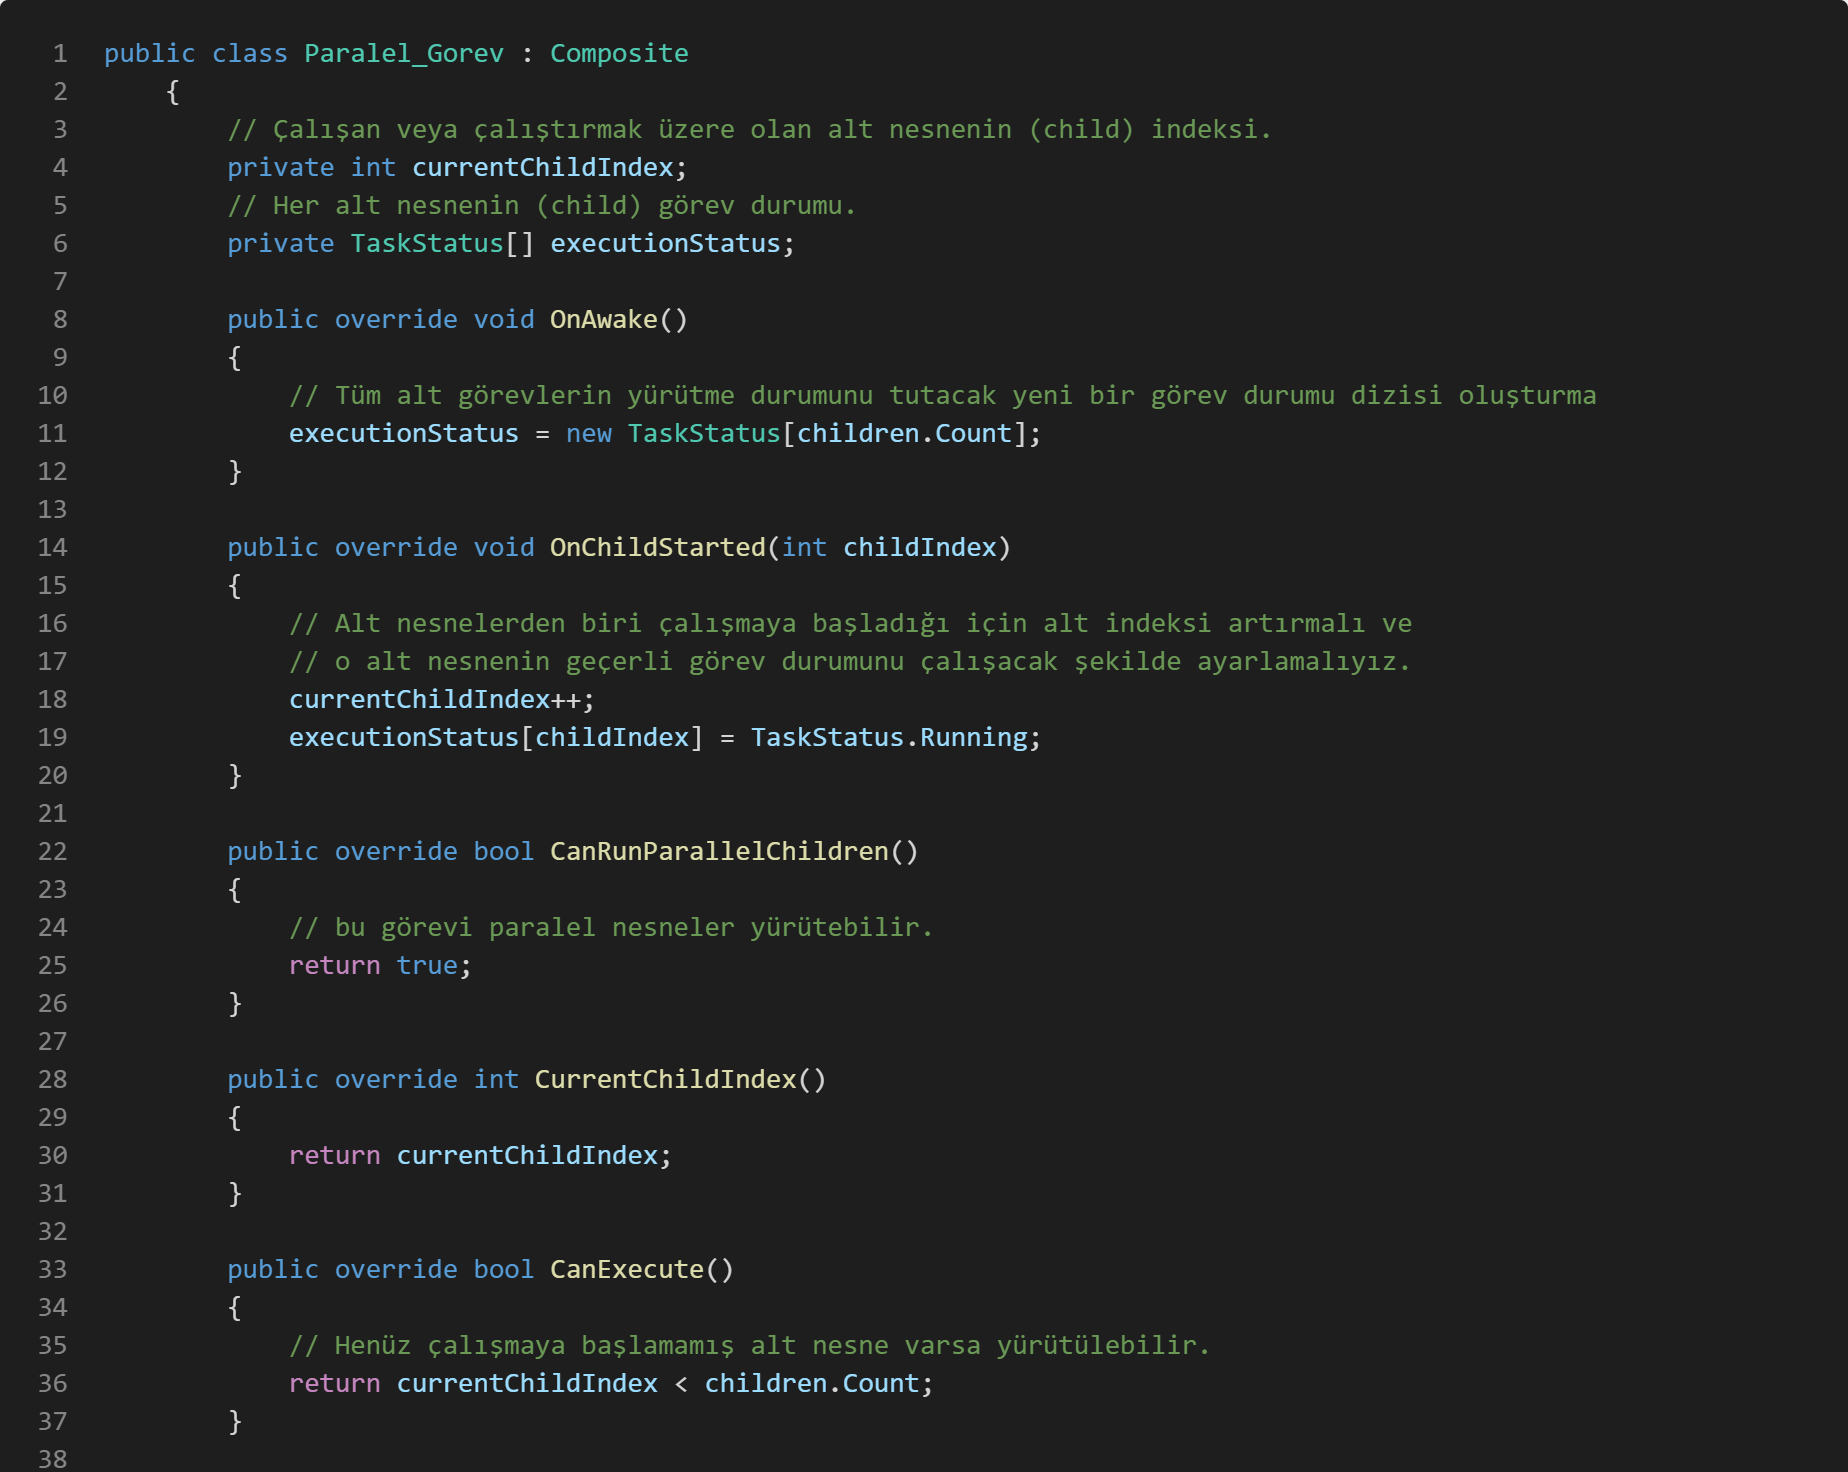 1 public class Paralel_Gorev : Composite
2 {
3 // Çalışan veya çalıştırmak üzere olan alt nesnenin (child) indeksi.
4 private int currentChildIndex;
5 // Her alt nesnenin (child) görev durumu.
6 private TaskStatus[] executionStatus;
7
8 public override void OnAwake()
9 {
10 // Tüm alt görevlerin yürütme durumunu tutacak yeni bir görev durumu dizisi oluşturma
11 executionStatus = new TaskStatus[children.Count];
12 }
13
14 public override void OnChildStarted(int childIndex)
15 {
16 // Alt nesnelerden biri çalışmaya başladığı için alt indeksi artırmalı ve
17 // o alt nesnenin geçerli görev durumunu çalışacak şekilde ayarlamalıyız.
18 currentChildIndex++;
19 executionStatus[childIndex] = TaskStatus.Running;
20 }
21
22 public override bool CanRunParallelChildren()
23 {
24 // bu görevi paralel nesneler yürütebilir.
25 return true;
26 }
27
28 public override int CurrentChildIndex()
29 {
30 return currentChildIndex;
31 }
32
33 public override bool CanExecute()
34 {
35 // Henüz çalışmaya başlamamış alt nesne varsa yürütülebilir.
36 return currentChildIndex < children.Count;
37 }
38